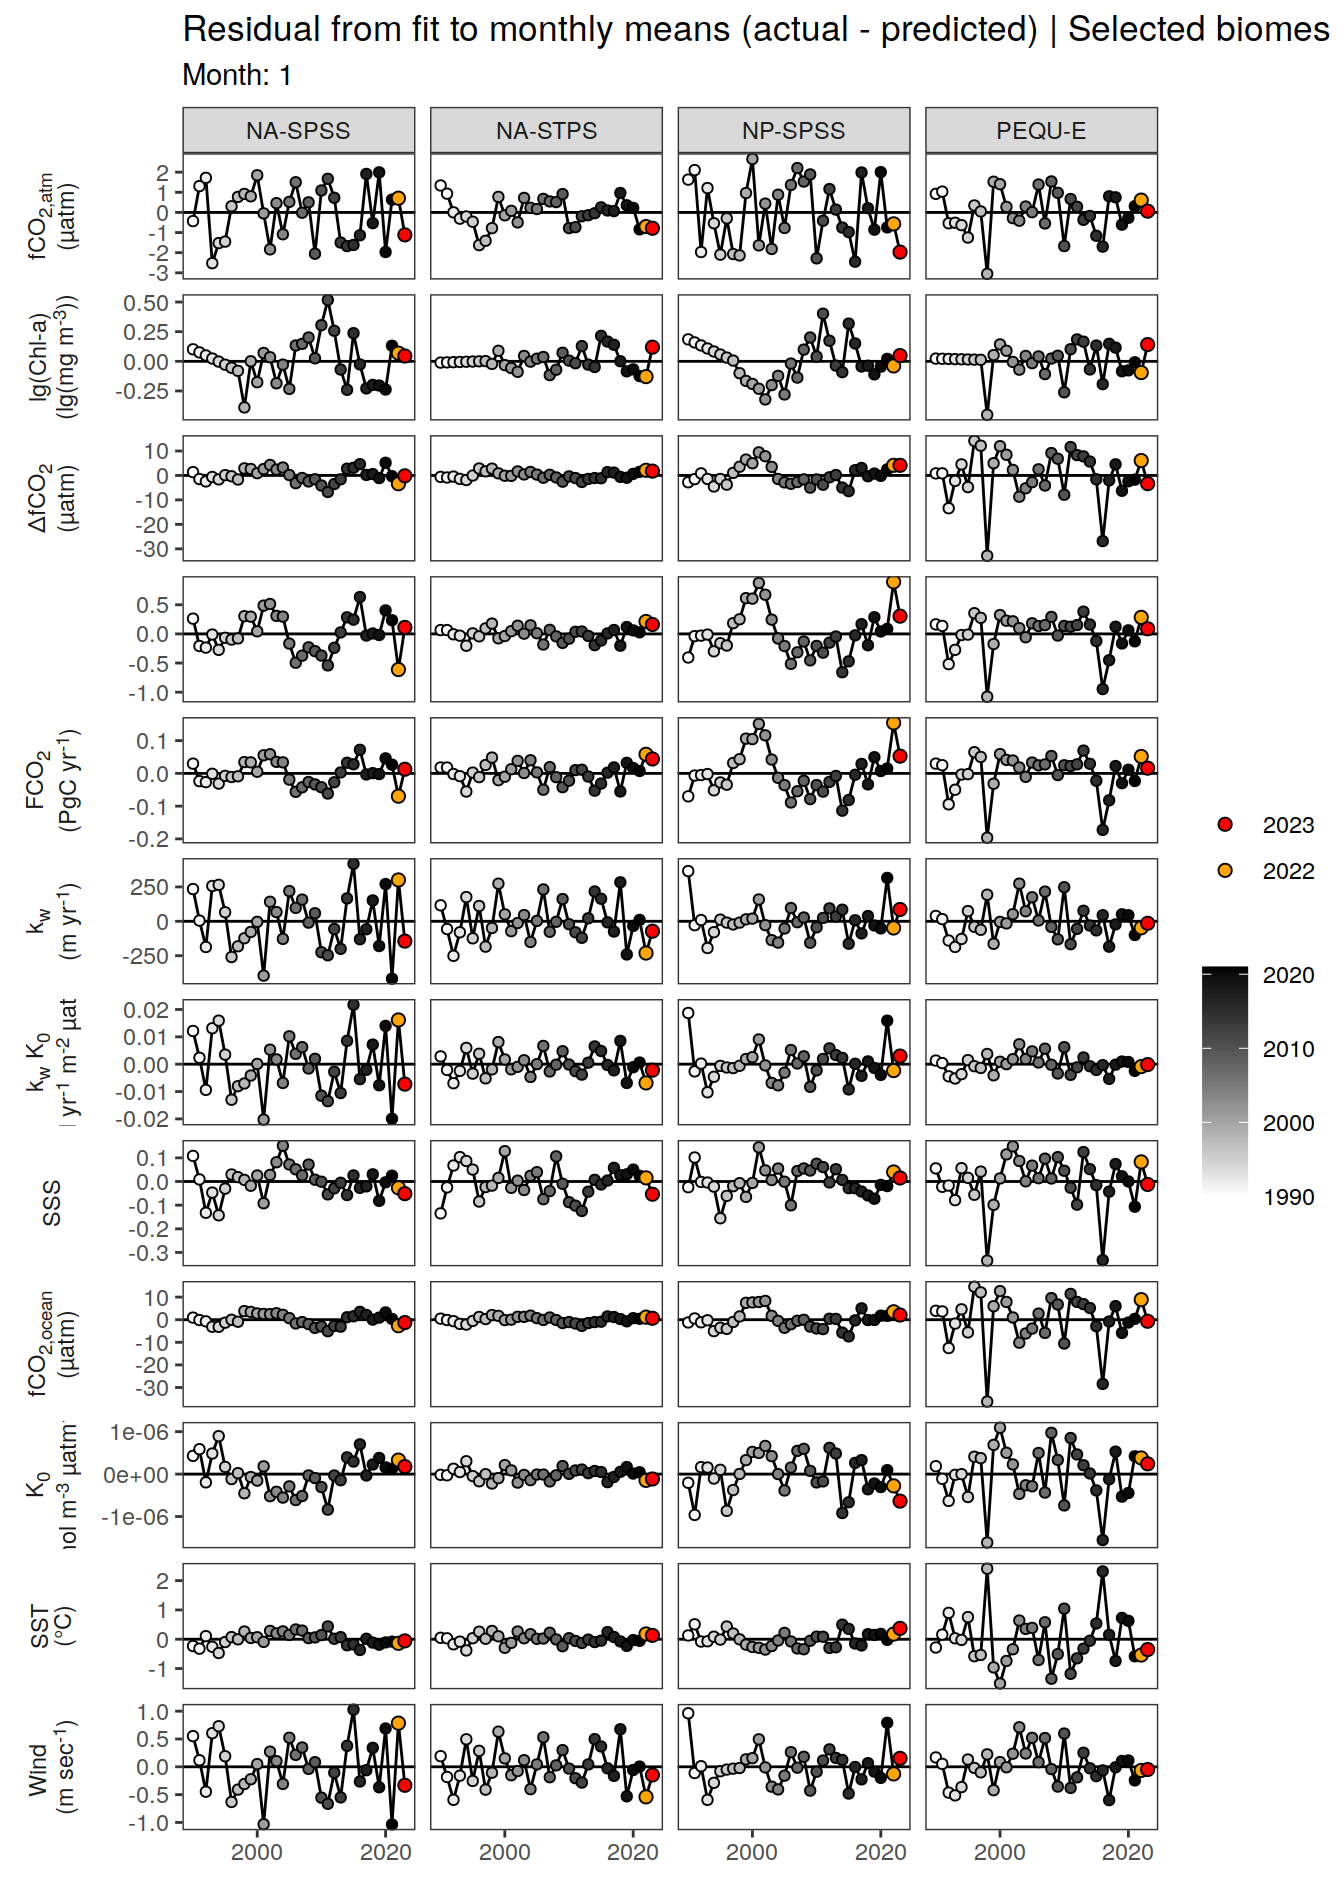 Residual from fit to monthly means (actual - predicted) | Selected biomes
Month: 1
NA-SPSS NA-STPS NP-SPSS PEQU-E
fCO2,atm
(µatm)
2
1
0
-1
-2
-3
lg(Chl-a)
(lg(mg m-3))
0.50
0.25
0.00
-0.25
ΔfCO2
(µatm)
10
0
-10
-20
-30
0.5
0.0
-0.5
-1.0
FCO2
(PgC yr-1)
0.1
0.0
-0.1
-0.2
kw
(m yr-1)
250
0
-250
kw K0
yr-1 m-2 µat
0.02
0.01
0.00
-0.01
-0.02
SSS
0.1
0.0
-0.1
-0.2
-0.3
fCO2,ocean
(µatm)
10
0
-10
-20
-30
K0
ol m-3 µatm
1e-06
0e+00
-1e-06
SST
(°C)
2
1
0
-1
Wind
(m sec-1)
1.0
0.5
0.0
-0.5
-1.0
2000 2020 2000 2020 2000 2020 2000 2020
2023
2022
2020
2010
2000
1990